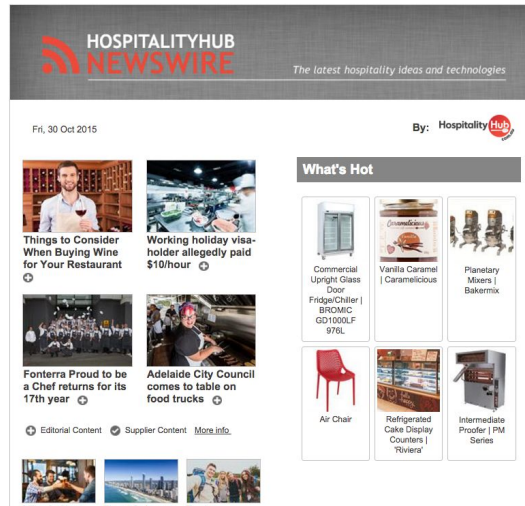 HOSPITALITYHUB
NEWSWIRE
The latest hospitality ideas and technologies
Fri, 30 Oct 2015
By: Hospitality Hub
Things to Consider
When Buying Wine
for Your Restaurant
Working holiday visa-
holder allegedly paid
$10/hour
Fonterra Proud to be
a Chef returns for its
17th year
Adelaide City Council
comes to table on
food trucks
Editorial Content Supplier Content More info
What's Hot
Commercial
Upright Glass
Door
Fridge/Chiller |
BROMIC
GD1000LF
976L
Vanilla Caramel
| Caramelicious
Caramelicious
Planetary
Mixers |
Bakermix
Air Chair
Refrigerated
Cake Display
Counters |
'Riviera'
Intermediate
Proofer | PM
Series